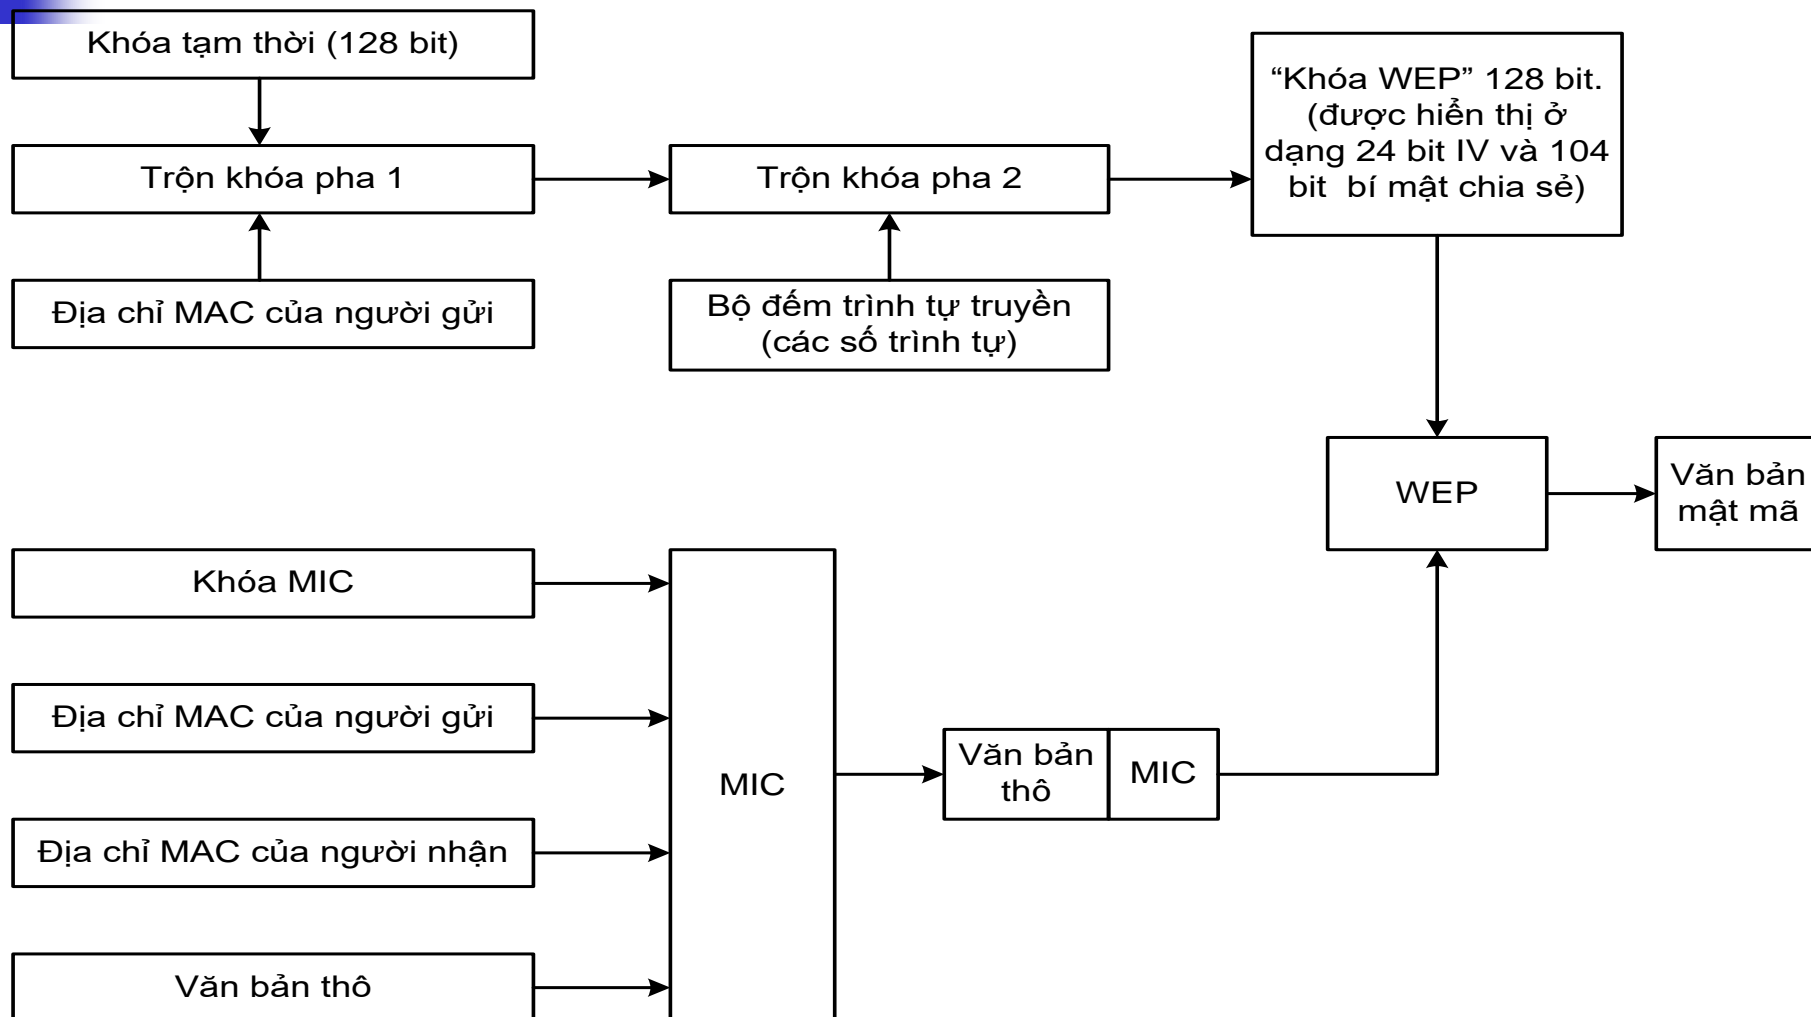 Khóa tạm thời (128 bit)
Trộn khóa pha 1
Địa chỉ MAC của người gửi
Trộn khóa pha 2
Bộ đếm trình tự truyền
(các số trình tự)
“Khóa WEP” 128 bit.
(được hiển thị ở
dạng 24 bit IV và 104
bit bí mật chia sẻ)
WEP
Văn bản
mật mã
Khóa MIC
Địa chỉ MAC của người gửi
Địa chỉ MAC của người nhận
Văn bản thô
MIC
Văn bản
thô
MIC